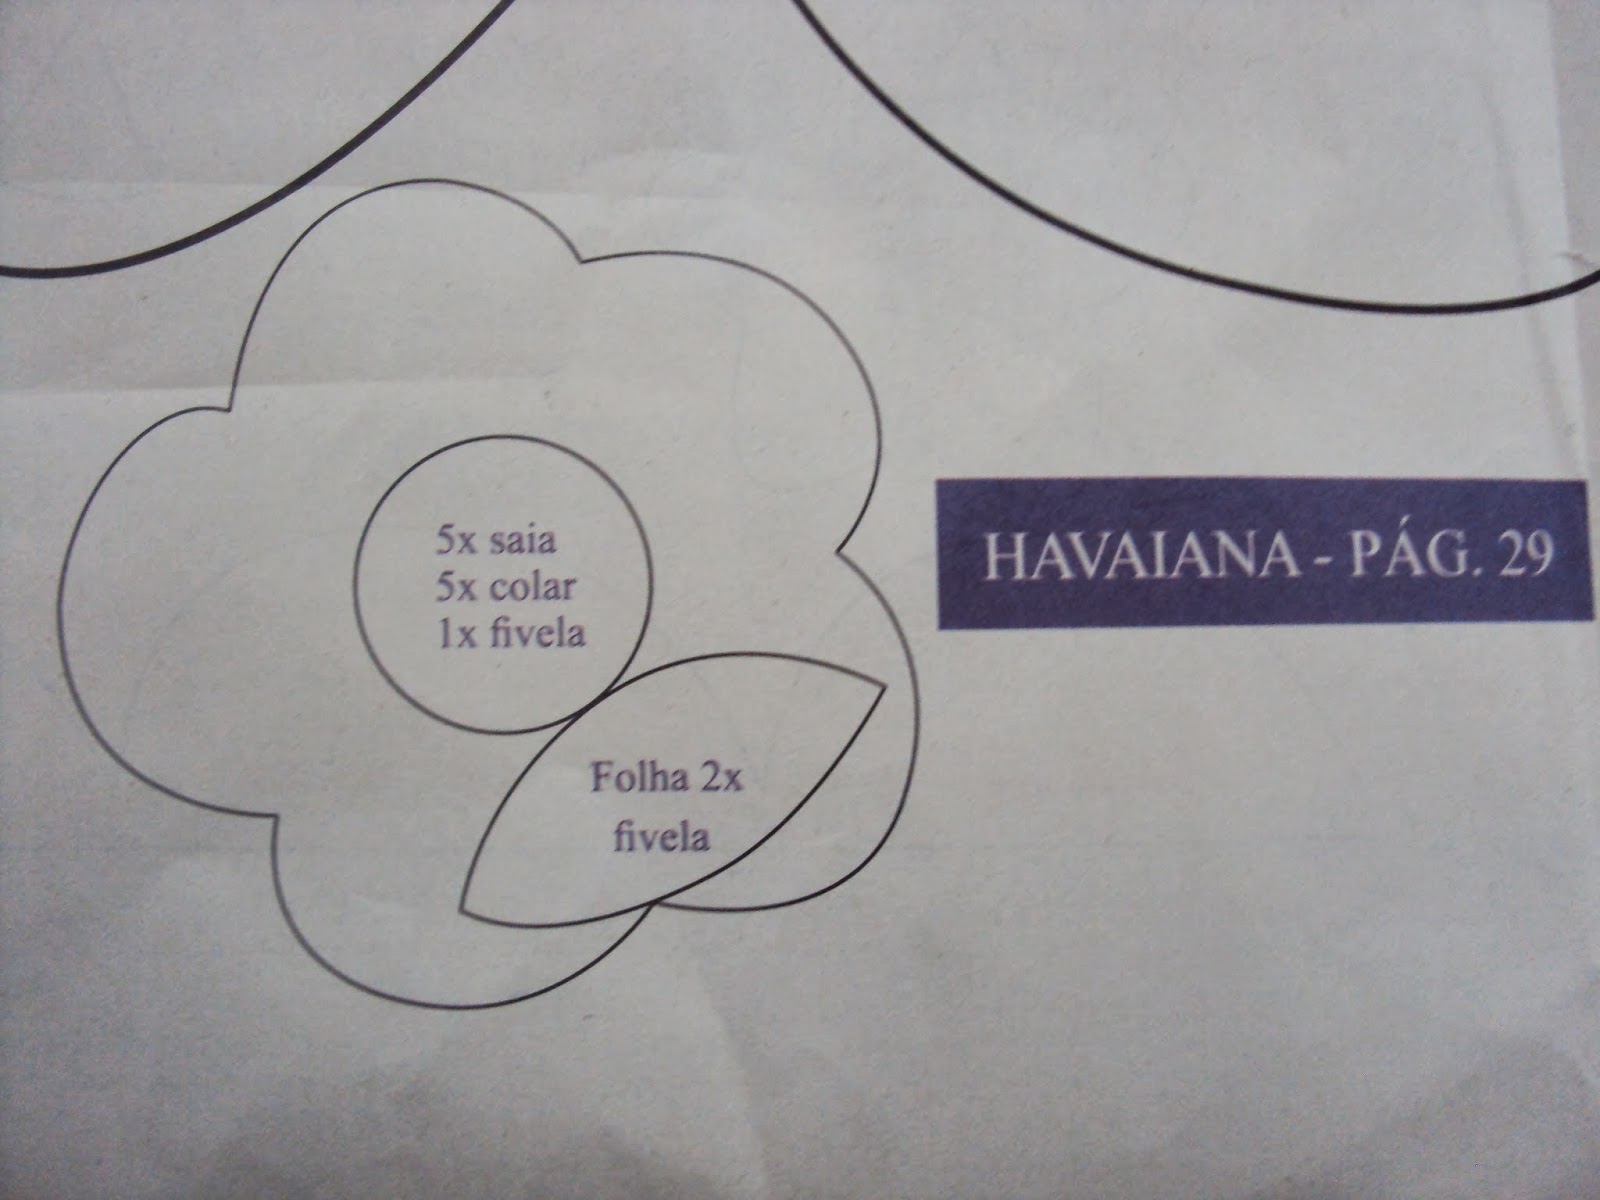 5x saia
5x colar
1x fivela
HAVAIANA - PÁG. 29
Folha 2x
fivela